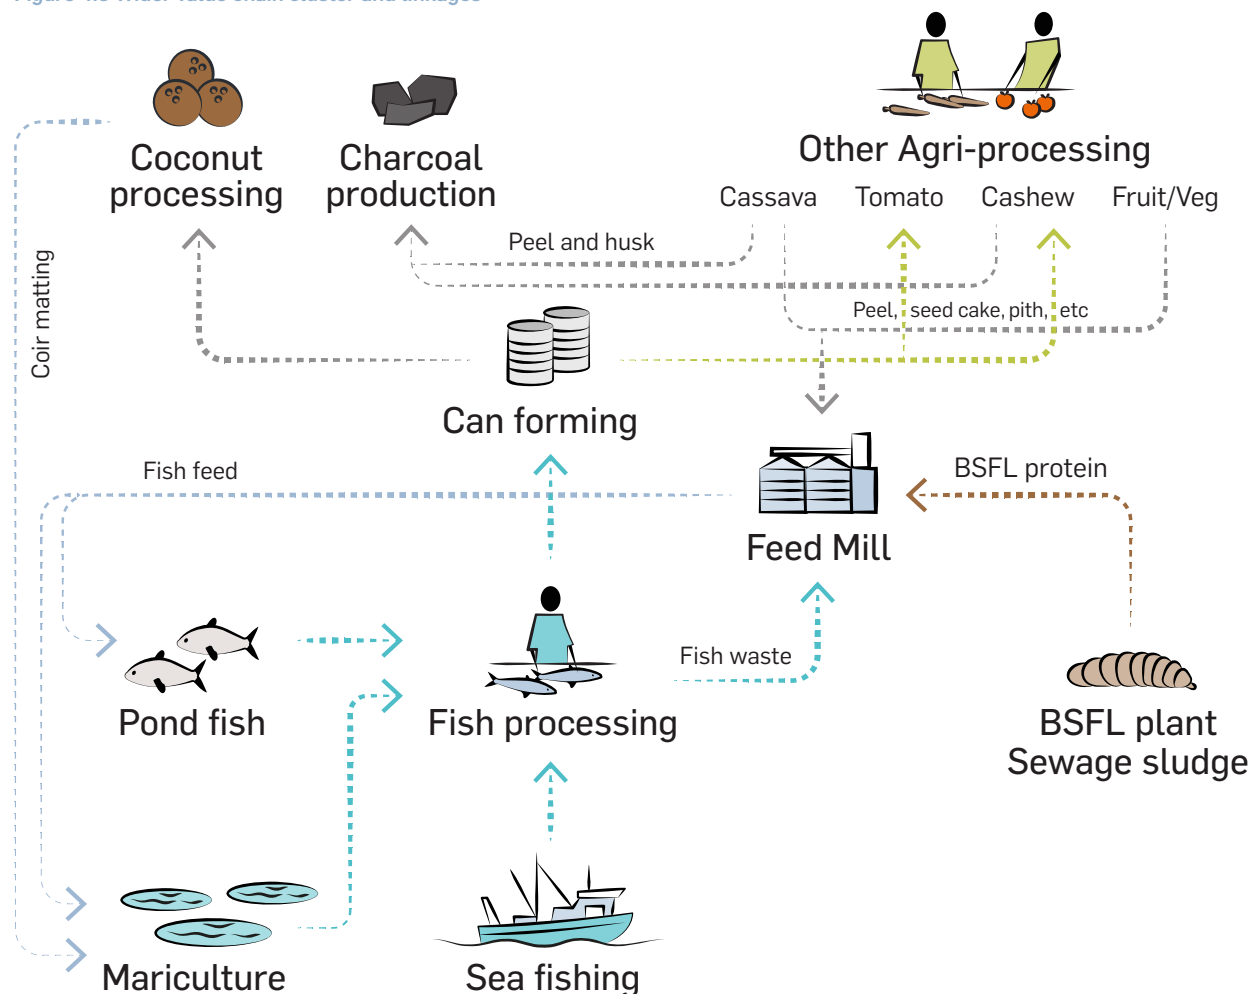 Coconut
processing
Charcoal
production
Other Agri-processing
Cassava
Tomato
Cashew
Fruit/Veg
Peel and husk
Peel, seed cake, pith, etc
Coir matting
Can forming
Fish feed
BSFL protein
Feed Mill
Fish waste
Pond fish
Fish processing
BSFL plant
Sewage sludge
Mariculture
Sea fishing